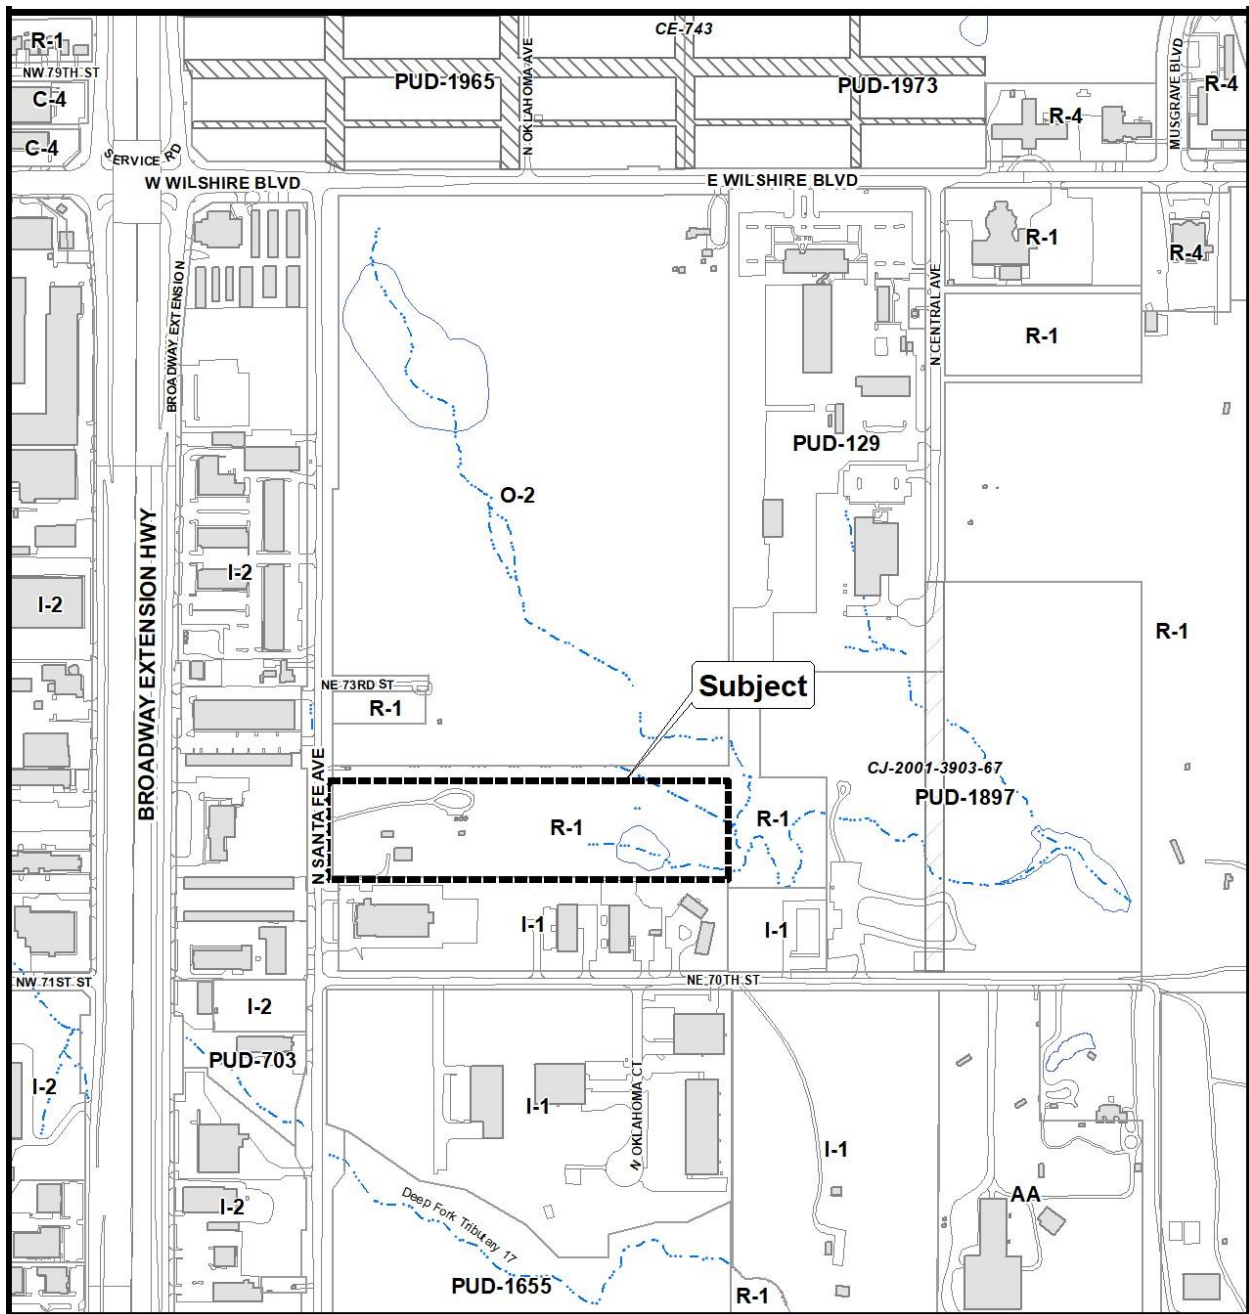 CE-743
R-1
N OKLAHOMA AVE
MUSGRAVE BLVD
NW 79TH ST
PUD-1965
PUD-1973
R-4
C-4
R-4
C-4
SERVICE RD
W WILSHIRE BLVD
E WILSHIRE BLVD
R-1
R-4
BROADWAY EXTENSION
N CENTRAL AVE
R-1
PUD-129
O-2
BROADWAY EXTENSION HWY
I-2
I-2
R-1
Subject
NE 73RD ST
R-1
N SANTA FE AVE
CJ-2001-3903-67
PUD-1897
R-1
R-1
I-1
I-1
NW 71ST ST
NE 70TH ST
I-2
PUD-703
I-2
I-1
N OKLAHOMA CT
I-1
AA
I-2
Deep Fork Tributary 17
PUD-1655
R-1